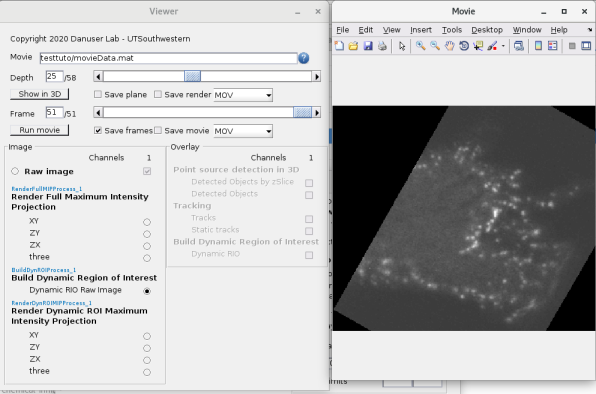 Viewer
Copyright 2020 Danuser Lab - UTSouthwestern
Movie testtuto/movieData.mat ?
Depth 25 /58
Show in 3D Save plane Save render MOV
Frame 51 /51
Run movie Save frames Save movie MOV
Image
Channels 1
Raw image
RenderFullMIPProcess_1
Render Full Maximum Intensity
Projection
XY
ZY
ZX
three
BuildDynROIProcess_1
Build Dynamic Region of Interest
Dynamic RIO Raw Image
RenderDynROIMIPProcess_1
Render Dynamic ROI Maximum
Intensity Projection
XY
ZY
ZX
three
Overlay
Channels 1
Point source detection in 3D
Detected Objects by zSlice
Detected Objects
Tracking
Tracks
Static tracks
Build Dynamic Region of Interest
Dynamic RIO
Movie
File Edit View Insert Tools Desktop Window Help